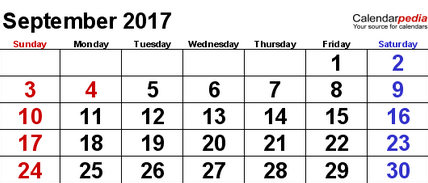 September 2017
Calendarpedia
Your source for calendars
Sunday Monday Tuesday Wednesday Thursday Friday Saturday
1 2
3 4 5 6 7 8 9
10 11 12 13 14 15 16
17 18 19 20 21 22 23
24 25 26 27 28 29 30